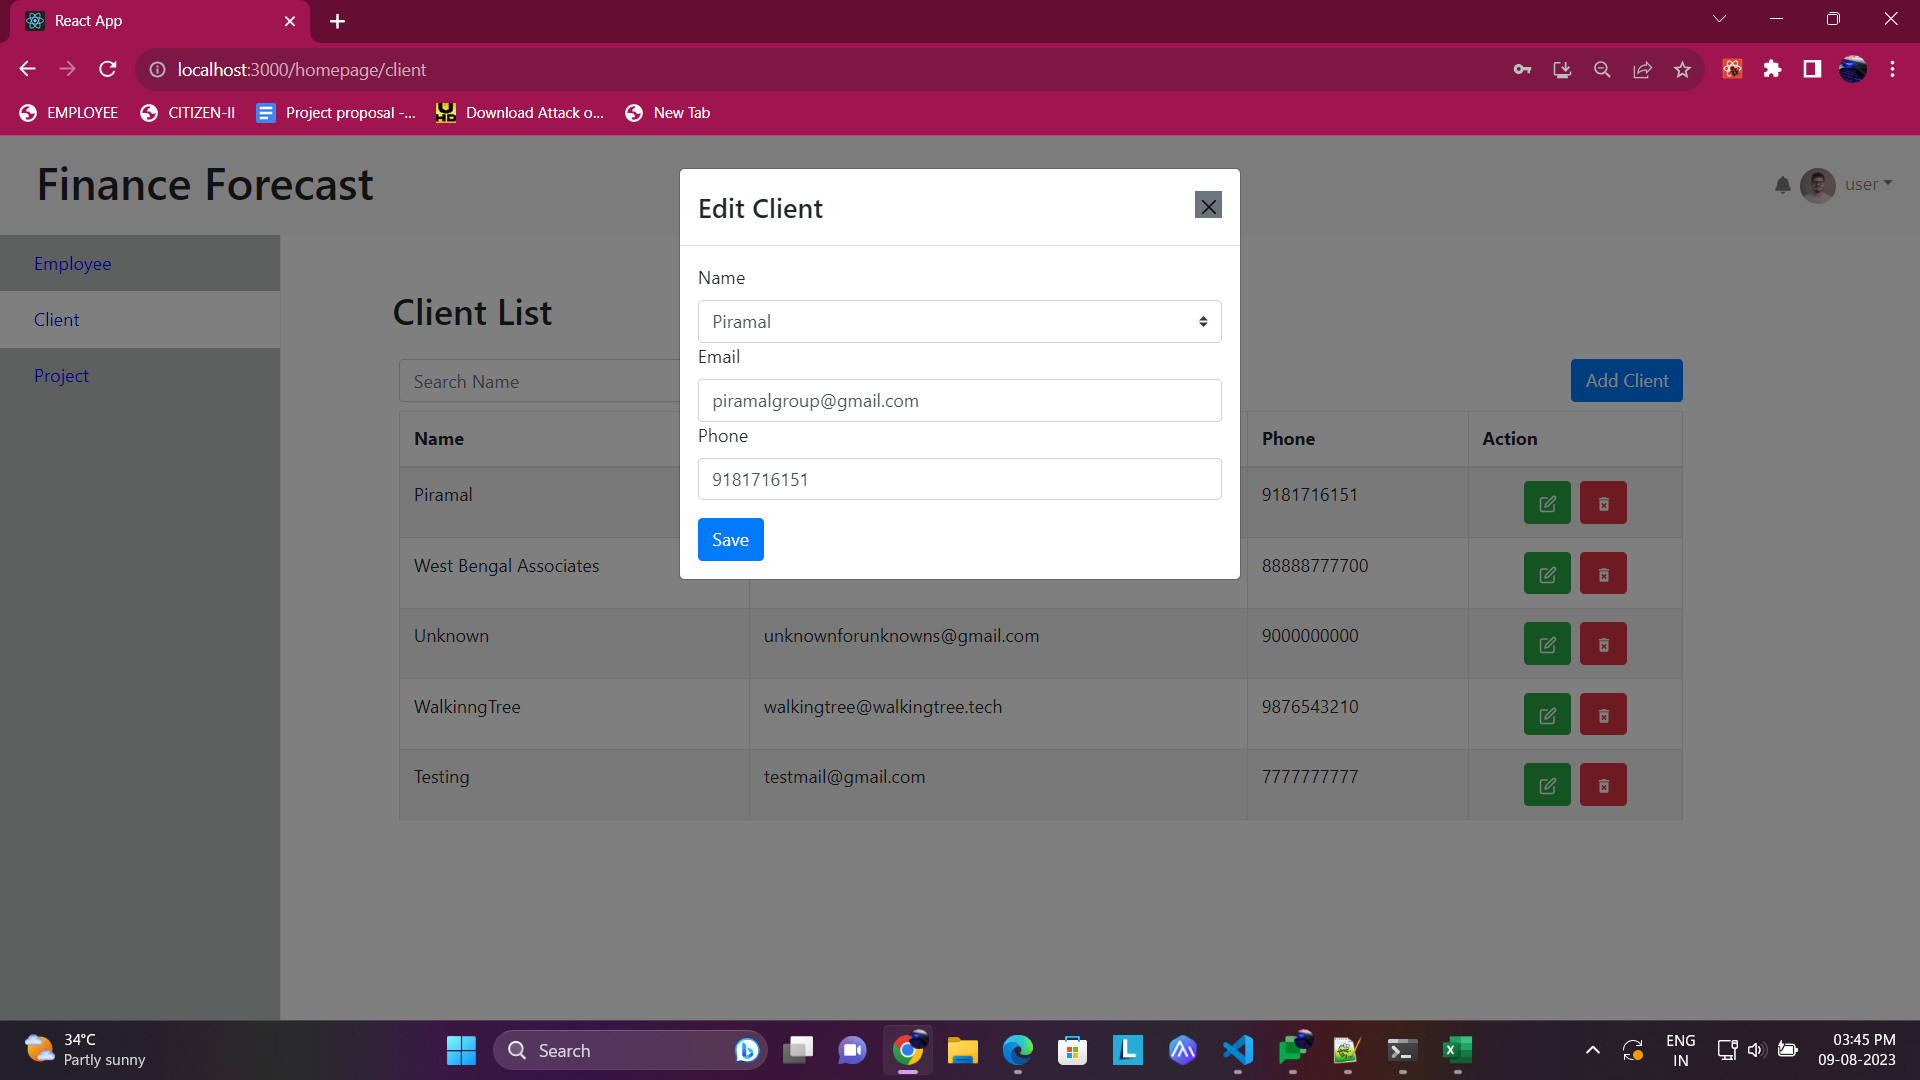 React App
localhost:3000/homepage/client
EMPLOYEE CITIZEN-II Project proposal -... Download Attack o... New Tab
Finance Forecast
user
Employee
Client
Project
Client List
Search Name
Add Client
Name Phone Action
Piramal 9181716151
West Bengal Associates 88888777700
Unknown unknownforunknowns@gmail.com 9000000000
WalkinngTree walkingtree@walkingtree.tech 9876543210
Testing testmail@gmail.com 7777777777
Edit Client
Name
Piramal
Email
piramalgroup@gmail.com
Phone
9181716151
Save
34°C
Partly sunny
Search
L
ENG
IN
03:45 PM
09-08-2023